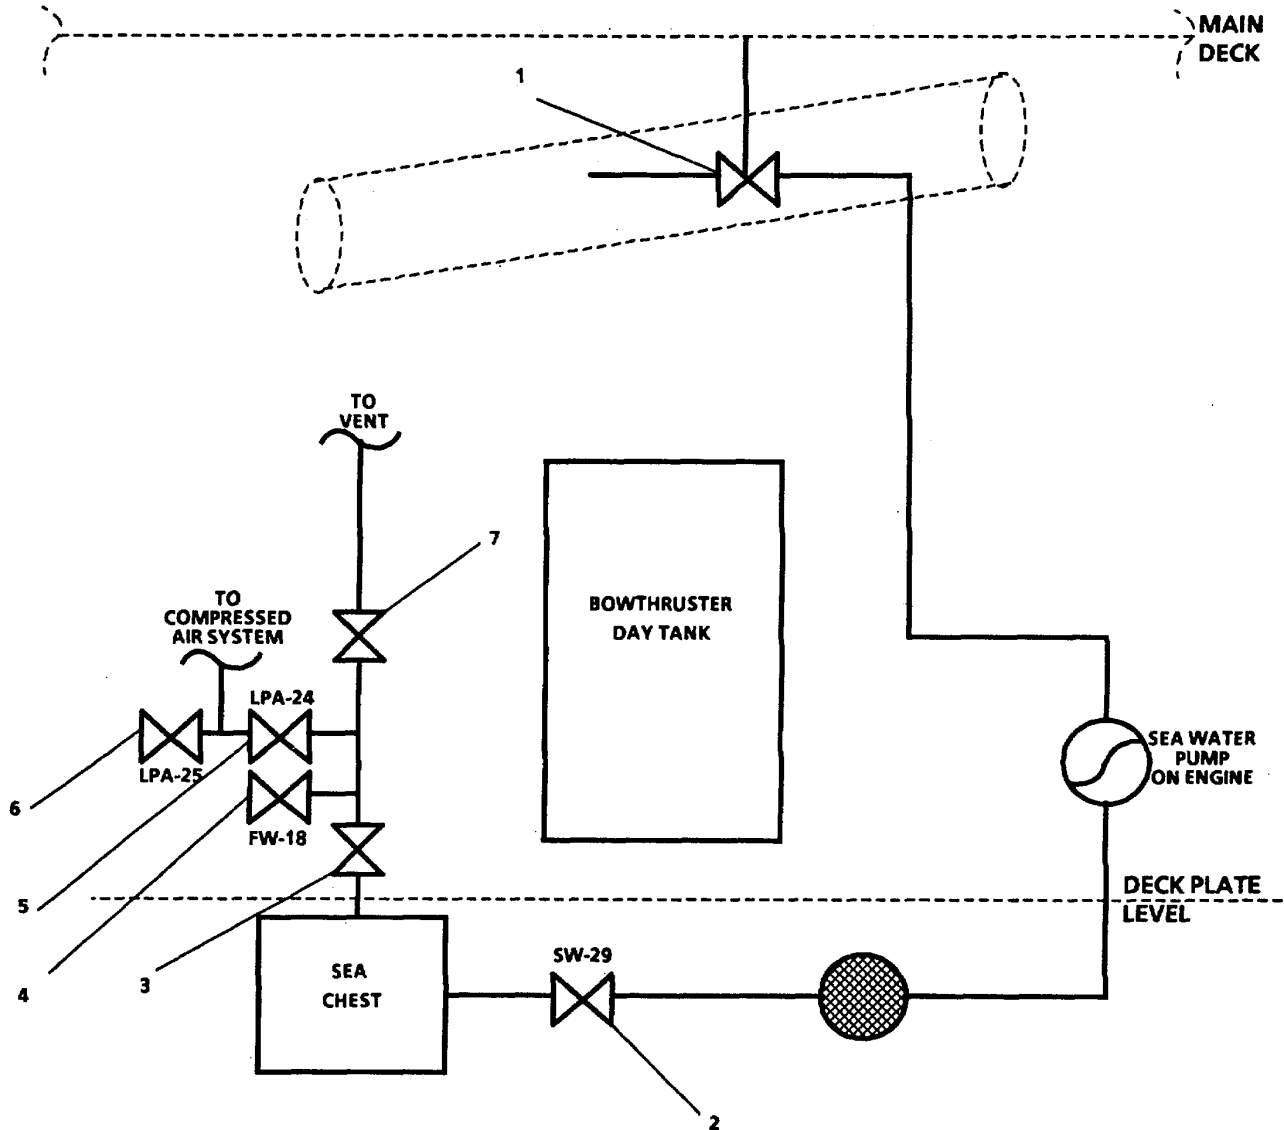 MAIN
DECK
1
TO
VENT
7
TO
COMPRESSED
AIR SYSTEM
BOWTHRUSTER
DAY TANK
LPA-24
SEA WATER
PUMP
ON ENGINE
LPA-25
6
FW-18
DECK PLATE
LEVEL
5
SW-29
SEA
CHEST
3
4
2